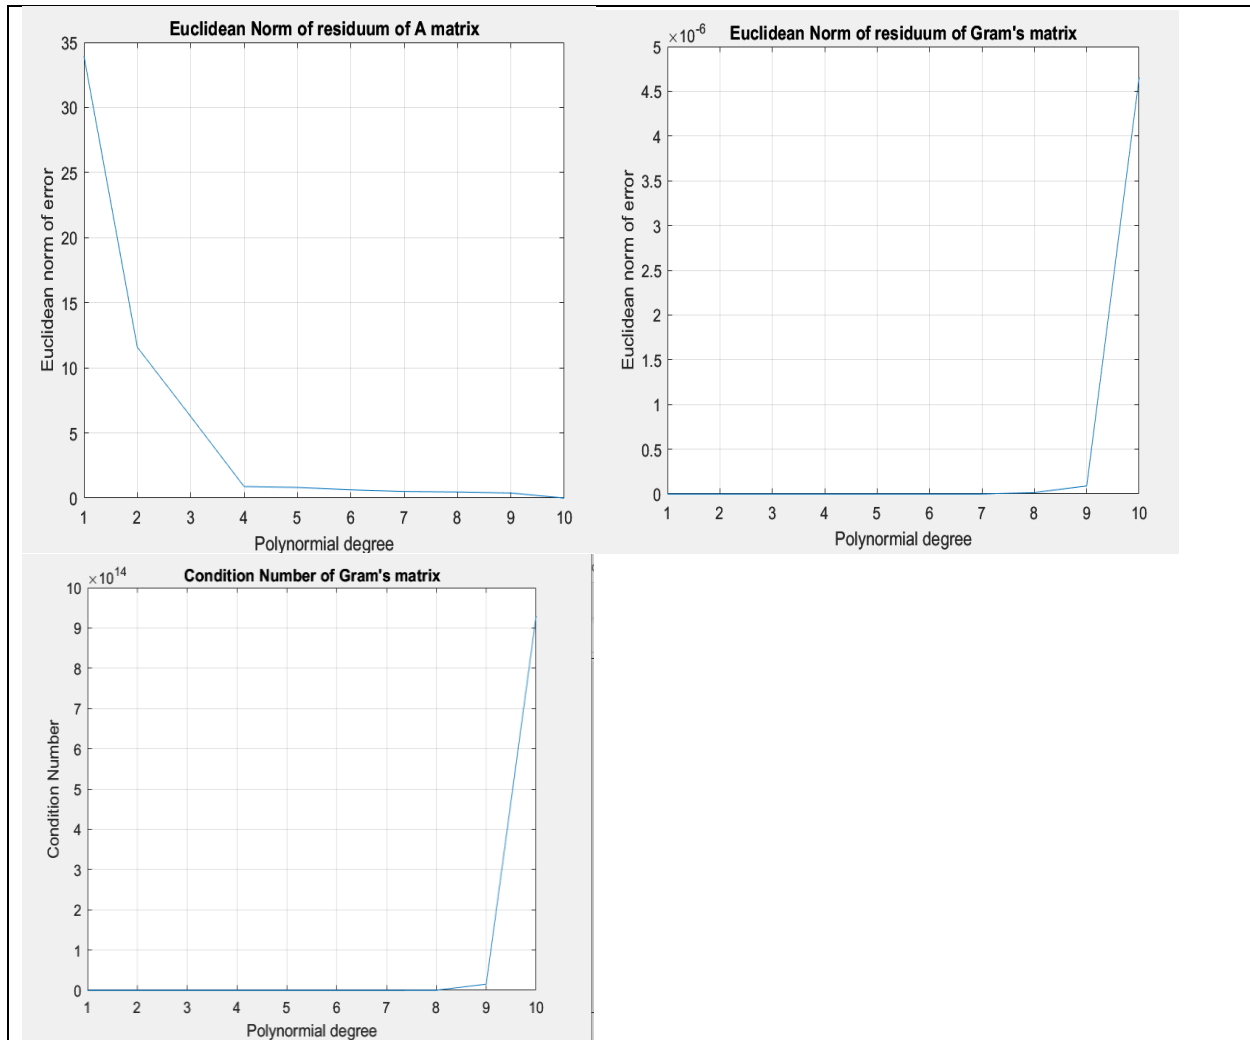 Euclidean Norm of residuum of A matrix
35
30
25
20
15
10
5
0
Euclidean norm of error
1 2 3 4 5 6 7 8 9 10
Polynormial degree
×10^-6
Euclidean Norm of residuum of Gram's matrix
5
4.5
4
3.5
3
2.5
2
1.5
1
0.5
0
Euclidean norm of error
1 2 3 4 5 6 7 8 9 10
Polynormial degree
×10^14
Condition Number of Gram's matrix
10
9
8
7
6
5
4
3
2
1
0
Condition Number
1 2 3 4 5 6 7 8 9 10
Polynormial degree